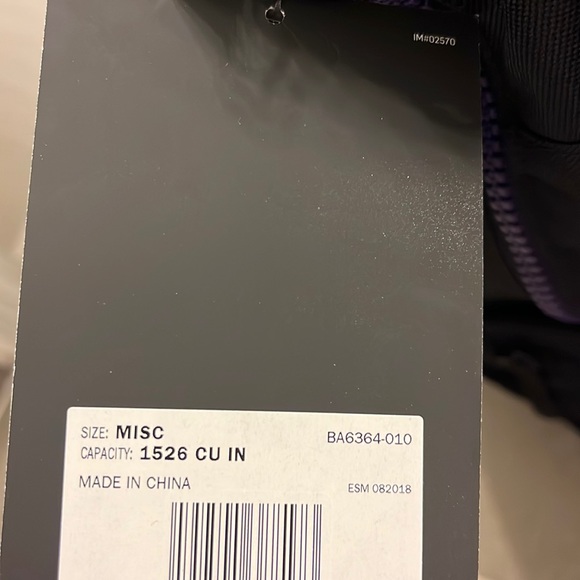 IM#02570
SIZE: MISC BA6364-010
CAPACITY: 1526 CU IN
MADE IN CHINA ESM 082018